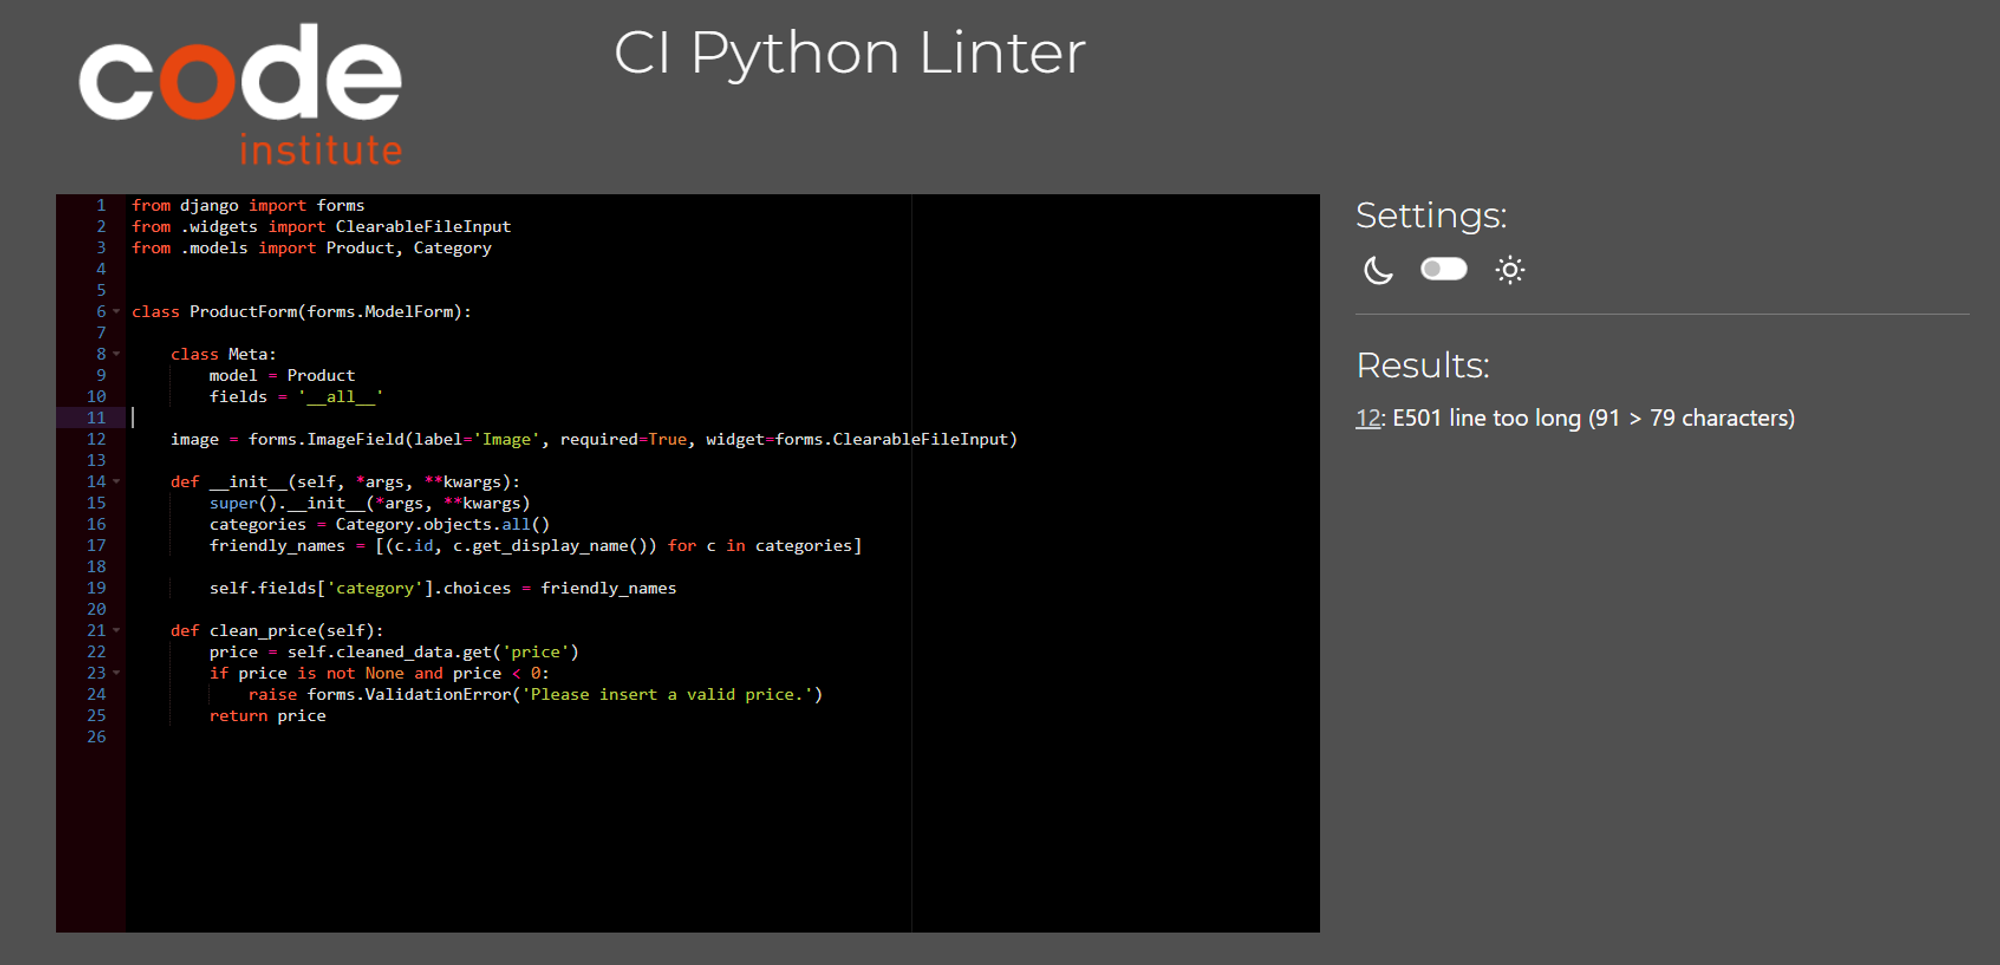 code
institute
CI Python Linter
1 from django import forms
2 from .widgets import ClearableFileInput
3 from .models import Product, Category
4
5
6 class ProductForm(forms.ModelForm):
7
8     class Meta:
9         model = Product
10         fields = '__all__'
11
12     image = forms.ImageField(label='Image', required=True, widget=forms.ClearableFileInput)
13
14     def __init__(self, *args, **kwargs):
15         super().__init__(*args, **kwargs)
16         categories = Category.objects.all()
17         friendly_names = [(c.id, c.get_display_name()) for c in categories]
18
19         self.fields['category'].choices = friendly_names
20
21     def clean_price(self):
22         price = self.cleaned_data.get('price')
23         if price is not None and price < 0:
24             raise forms.ValidationError('Please insert a valid price.')
25         return price
26
Settings:
Results:
12: E501 line too long (91 > 79 characters)